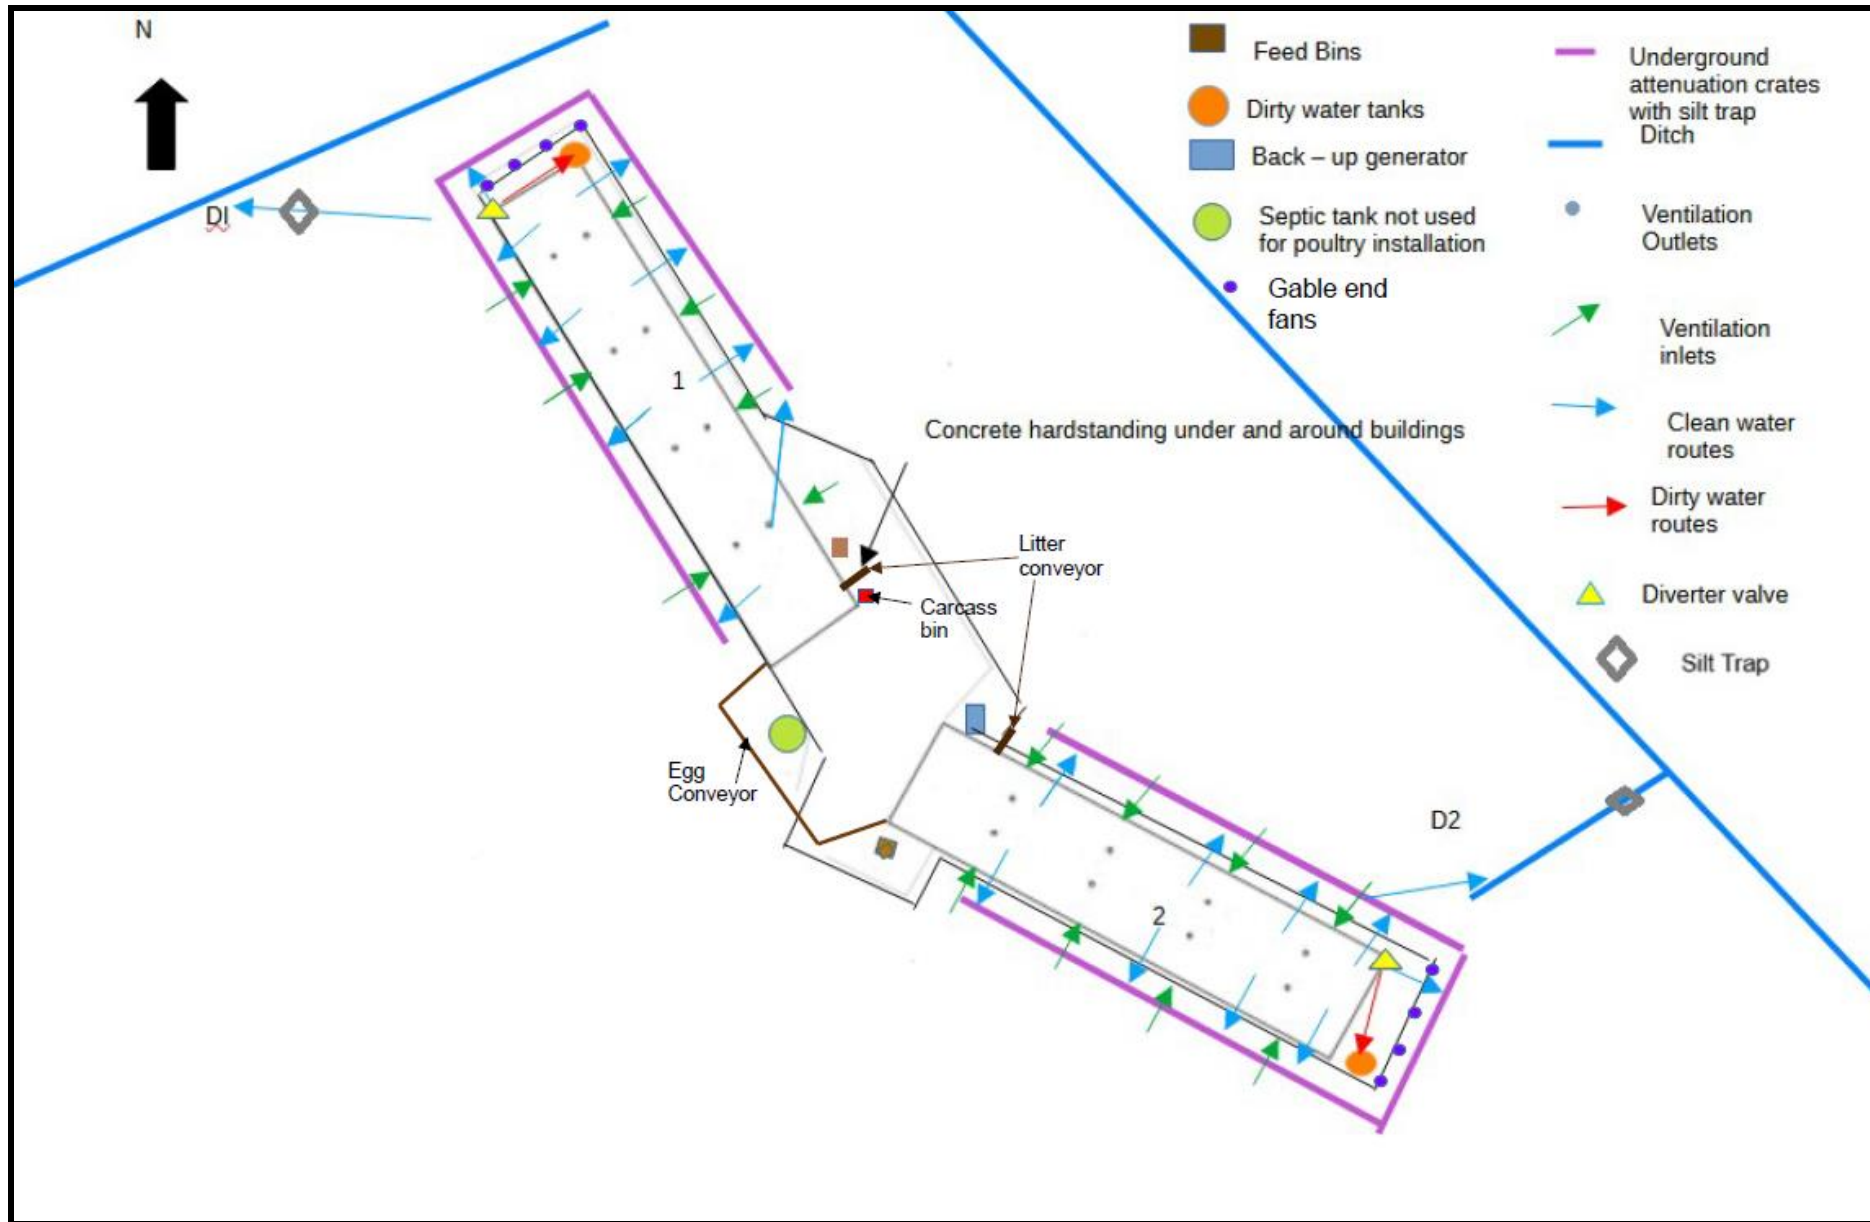 N
Feed Bins
Dirty water tanks
Back – up generator
Septic tank not used
for poultry installation
Gable end
fans
Underground
attenuation crates
with silt trap
Ditch
Ventilation
Outlets
Ventilation
inlets
Clean water
routes
Dirty water
routes
Diverter valve
Silt Trap
DI
1
Concrete hardstanding under and around buildings
Litter
conveyor
Carcass
bin
Egg
Conveyor
D2
2